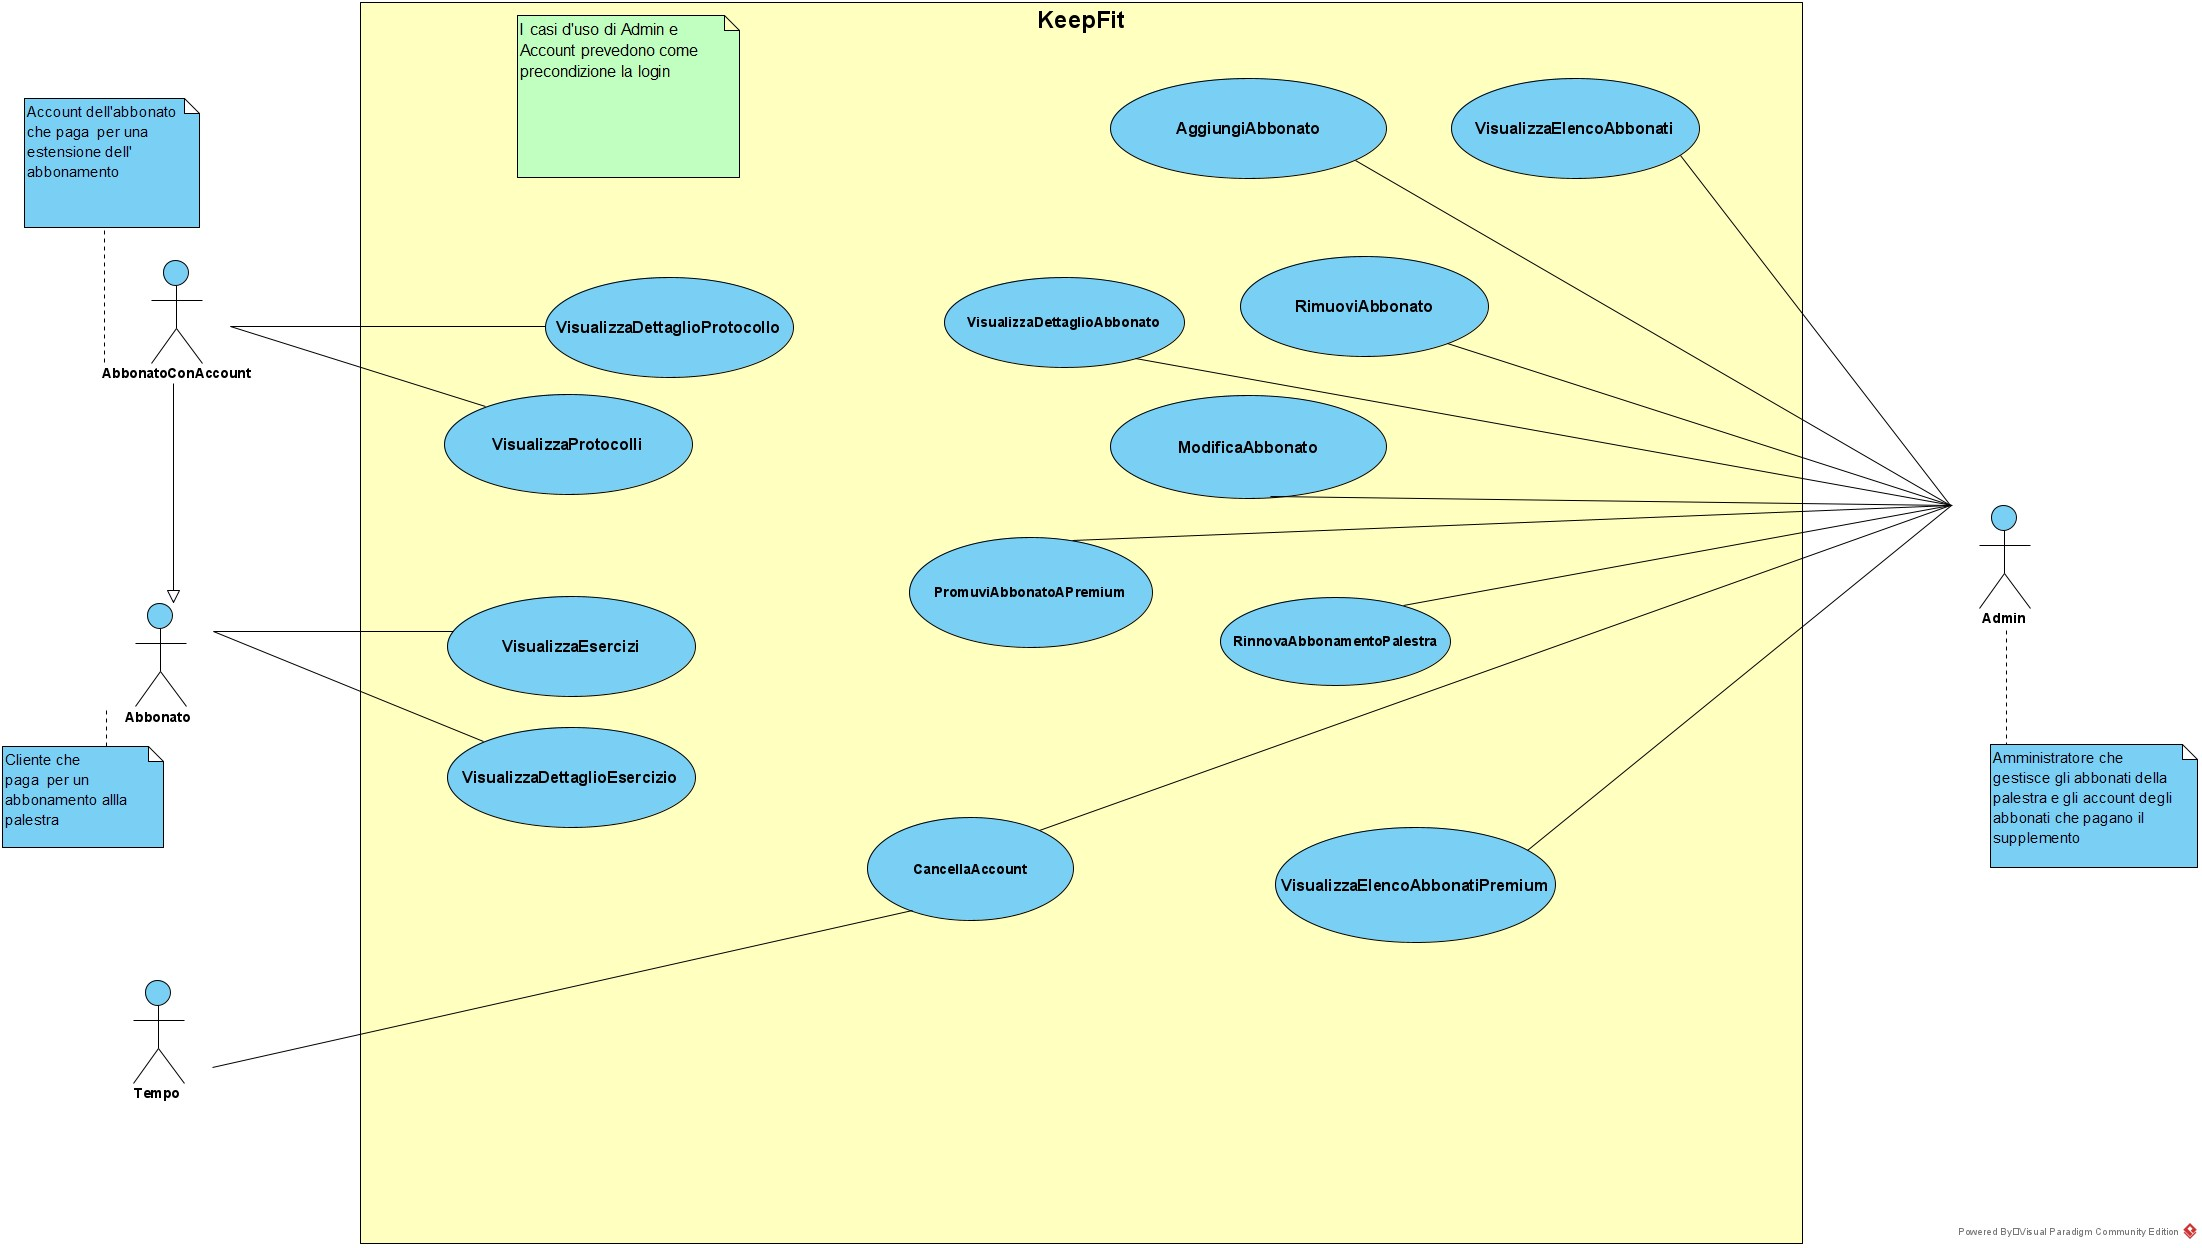 KeepFit
I casi d'uso di Admin e
Account prevedono come
precondizione la login
Account dell'abbonato
che paga  per una
estensione dell'
abbonamento
AggiungiAbbonato
VisualizzaElencoAbbonati
AbbonatoConAccount
VisualizzaDettaglioProtocollo
VisualizzaDettaglioAbbonato
RimuoviAbbonato
VisualizzaProtocolli
ModificaAbbonato
PromuviAbbonatoAPremium
RinnovaAbbonamentoPalestra
Admin
VisualizzaEsercizi
Abbonato
Cliente che
paga  per un
abbonamento allla
palestra
VisualizzaDettaglioEsercizio
Amministratore che
gestisce gli abbonati della
palestra e gli account degli
abbonati che pagano il
supplemento
CancellaAccount
VisualizzaElencoAbbonatiPremium
Tempo
Powered By Visual Paradigm Community Edition